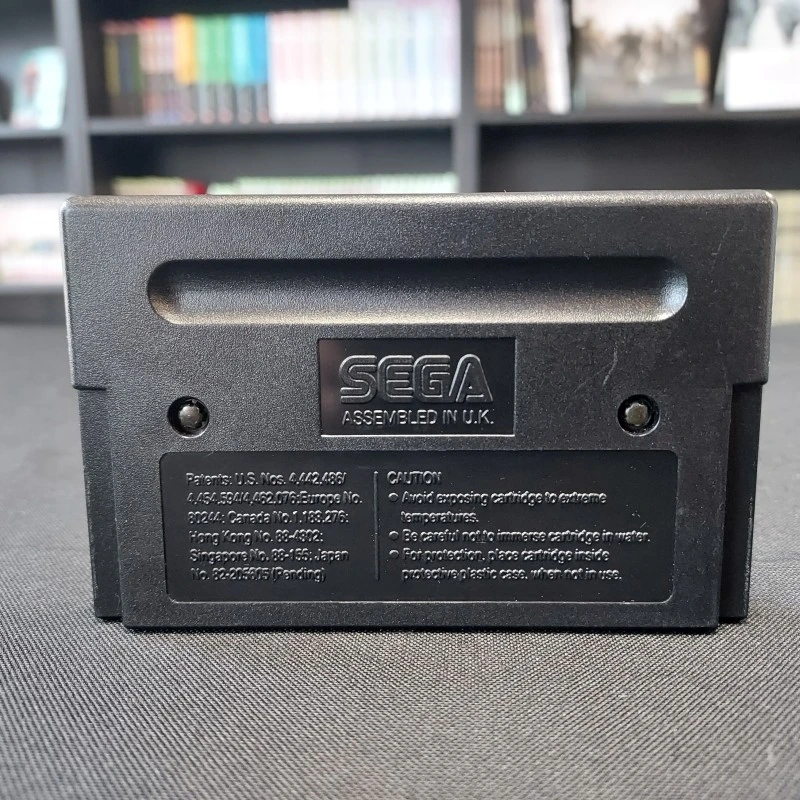 SEGA
ASSEMBLED IN U.K.
Patents: U.S. Nos. 4,442,486/
4,454,594/4,462,076;Europe No.
80244; Canada No.1,183,276;
Hong Kong No. 88-4302;
Singapore No. 88-155; Japan
No. 82-205605 (Pending)
CAUTION
● Avoid exposing cartridge to extreme
temperatures.
● Be careful not to immerse cartridge in water.
● For protection, place cartridge inside
protective plastic case, when not in use.